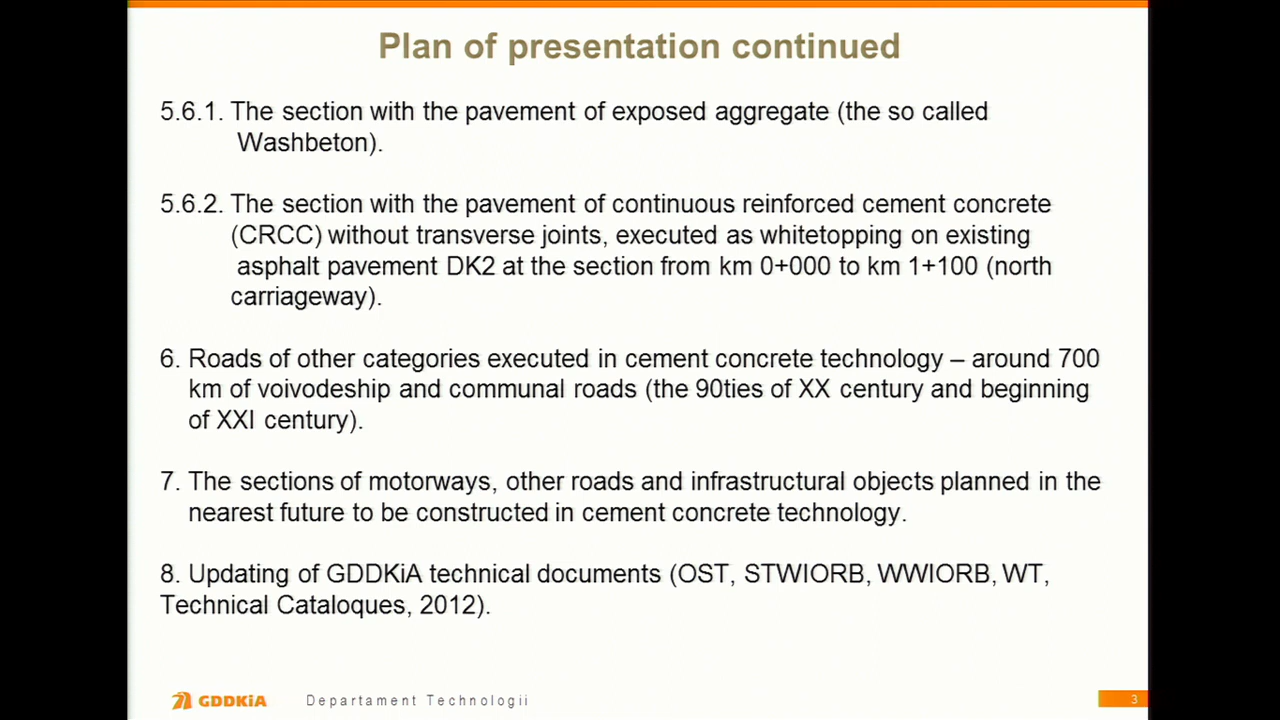 Plan of presentation continued
5.6.1. The section with the pavement of exposed aggregate (the so called
Washbeton).
5.6.2. The section with the pavement of continuous reinforced cement concrete
(CRCC) without transverse joints, executed as whitetopping on existing
asphalt pavement DK2 at the section from km 0+000 to km 1+100 (north
carriageway).
6. Roads of other categories executed in cement concrete technology – around 700
km of voivodeship and communal roads (the 90ties of XX century and beginning
of XXI century).
7. The sections of motorways, other roads and infrastructural objects planned in the
nearest future to be constructed in cement concrete technology.
8. Updating of GDDKiA technical documents (OST, STWIORB, WWIORB, WT,
Technical Cataloques, 2012).
GDDKiA Departament Technologii 3